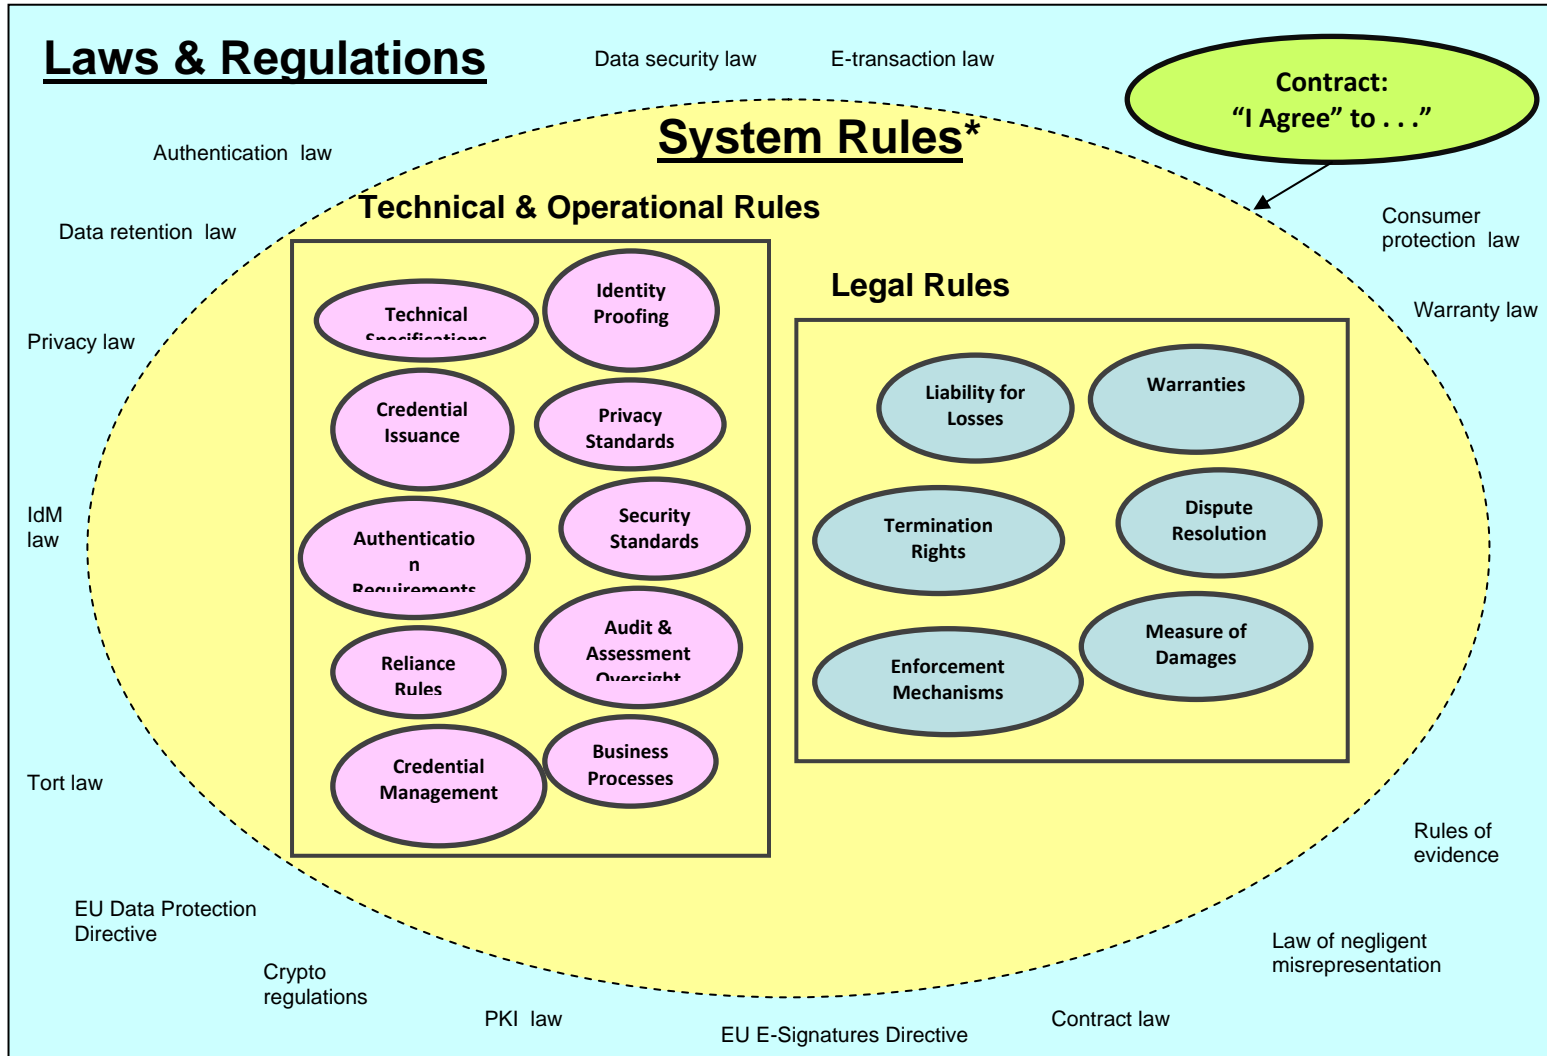 Laws & Regulations
Data security law
E-transaction law
Contract:
“I Agree” to . . .”
System Rules*
Authentication law
Technical & Operational Rules
Data retention law
Consumer
protection law
Privacy law
Warranty law
Legal Rules
Technical
Specifications
Identity
Proofing
Credential
Issuance
Privacy
Standards
Authenticatio
n
Requirements
Security
Standards
Reliance
Rules
Audit &
Assessment
Oversight
Credential
Management
Business
Processes
Liability for
Losses
Warranties
Termination
Rights
Dispute
Resolution
Enforcement
Mechanisms
Measure of
Damages
IdM
law
Tort law
Rules of
evidence
EU Data Protection
Directive
Law of negligent
misrepresentation
Crypto
regulations
PKI law
EU E-Signatures Directive
Contract law